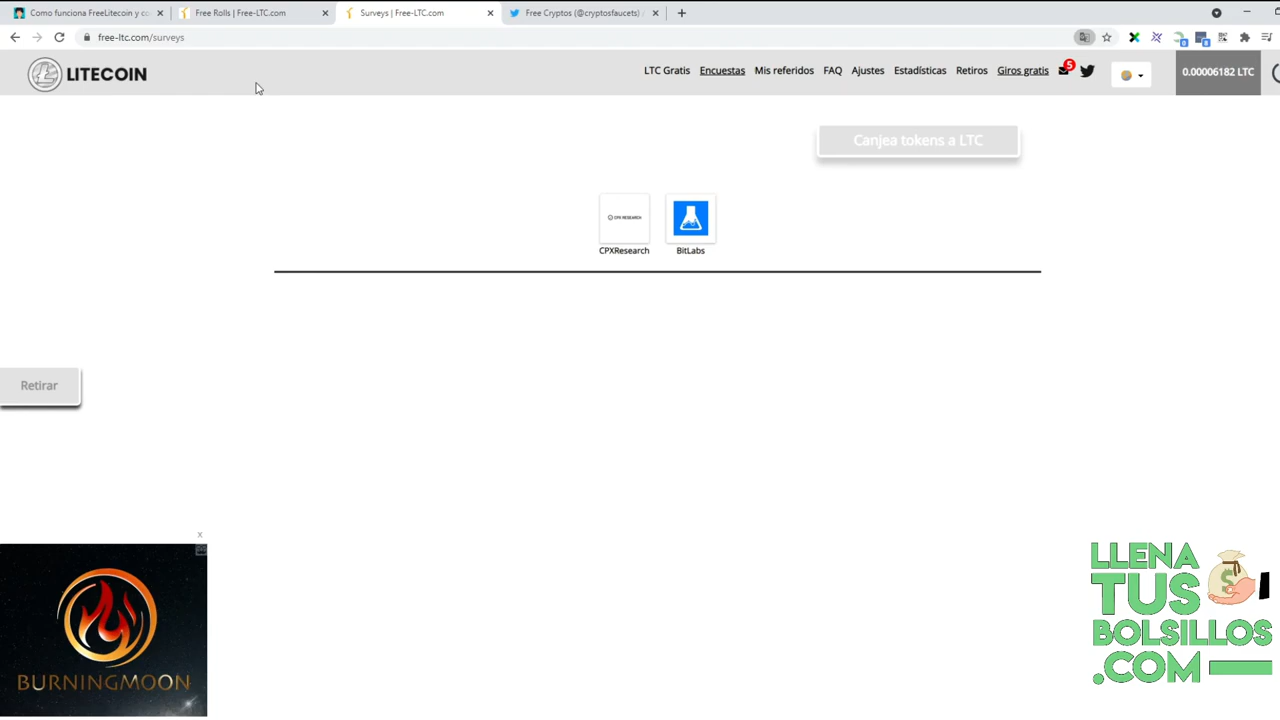 Como funciona FreeLitecoin y co
Free Rolls | Free-LTC.com
Surveys | Free-LTC.com
Free Cryptos (@cryptosfaucets)
free-ltc.com/surveys
LITECOIN
LTC Gratis
Encuestas
Mis referidos
FAQ
Ajustes
Estadísticas
Retiros
Giros gratis
5
0.00006182 LTC
Canjea tokens a LTC
CPX RESEARCH
CPXResearch
BitLabs
Retirar
x
BURNINGMOON
LLENA
TUS
BOLSILLOS
.COM